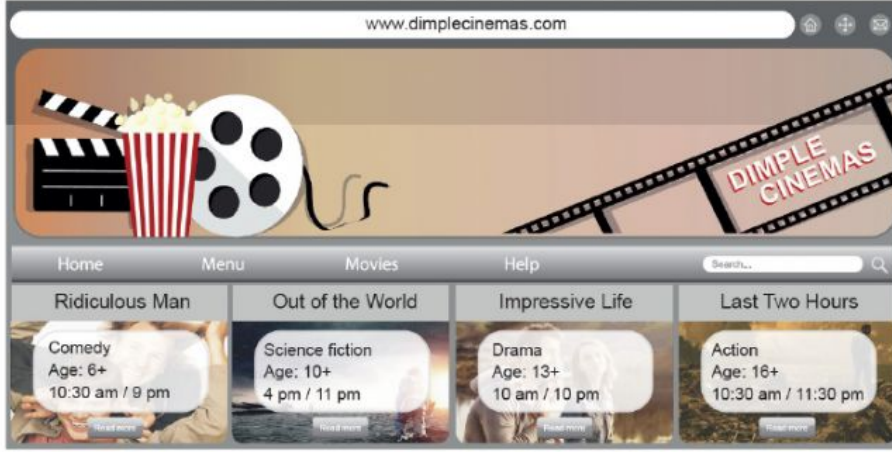 www.dimplecinemas.com
DIMPLE
CINEMAS
Home Menu Movies Help Search...
Ridiculous Man
Comedy
Age: 6+
10:30 am / 9 pm
Read more
Out of the World
Science fiction
Age: 10+
4 pm / 11 pm
Read more
Impressive Life
Drama
Age: 13+
10 am / 10 pm
Read more
Last Two Hours
Action
Age: 16+
10:30 am / 11:30 pm
Read more